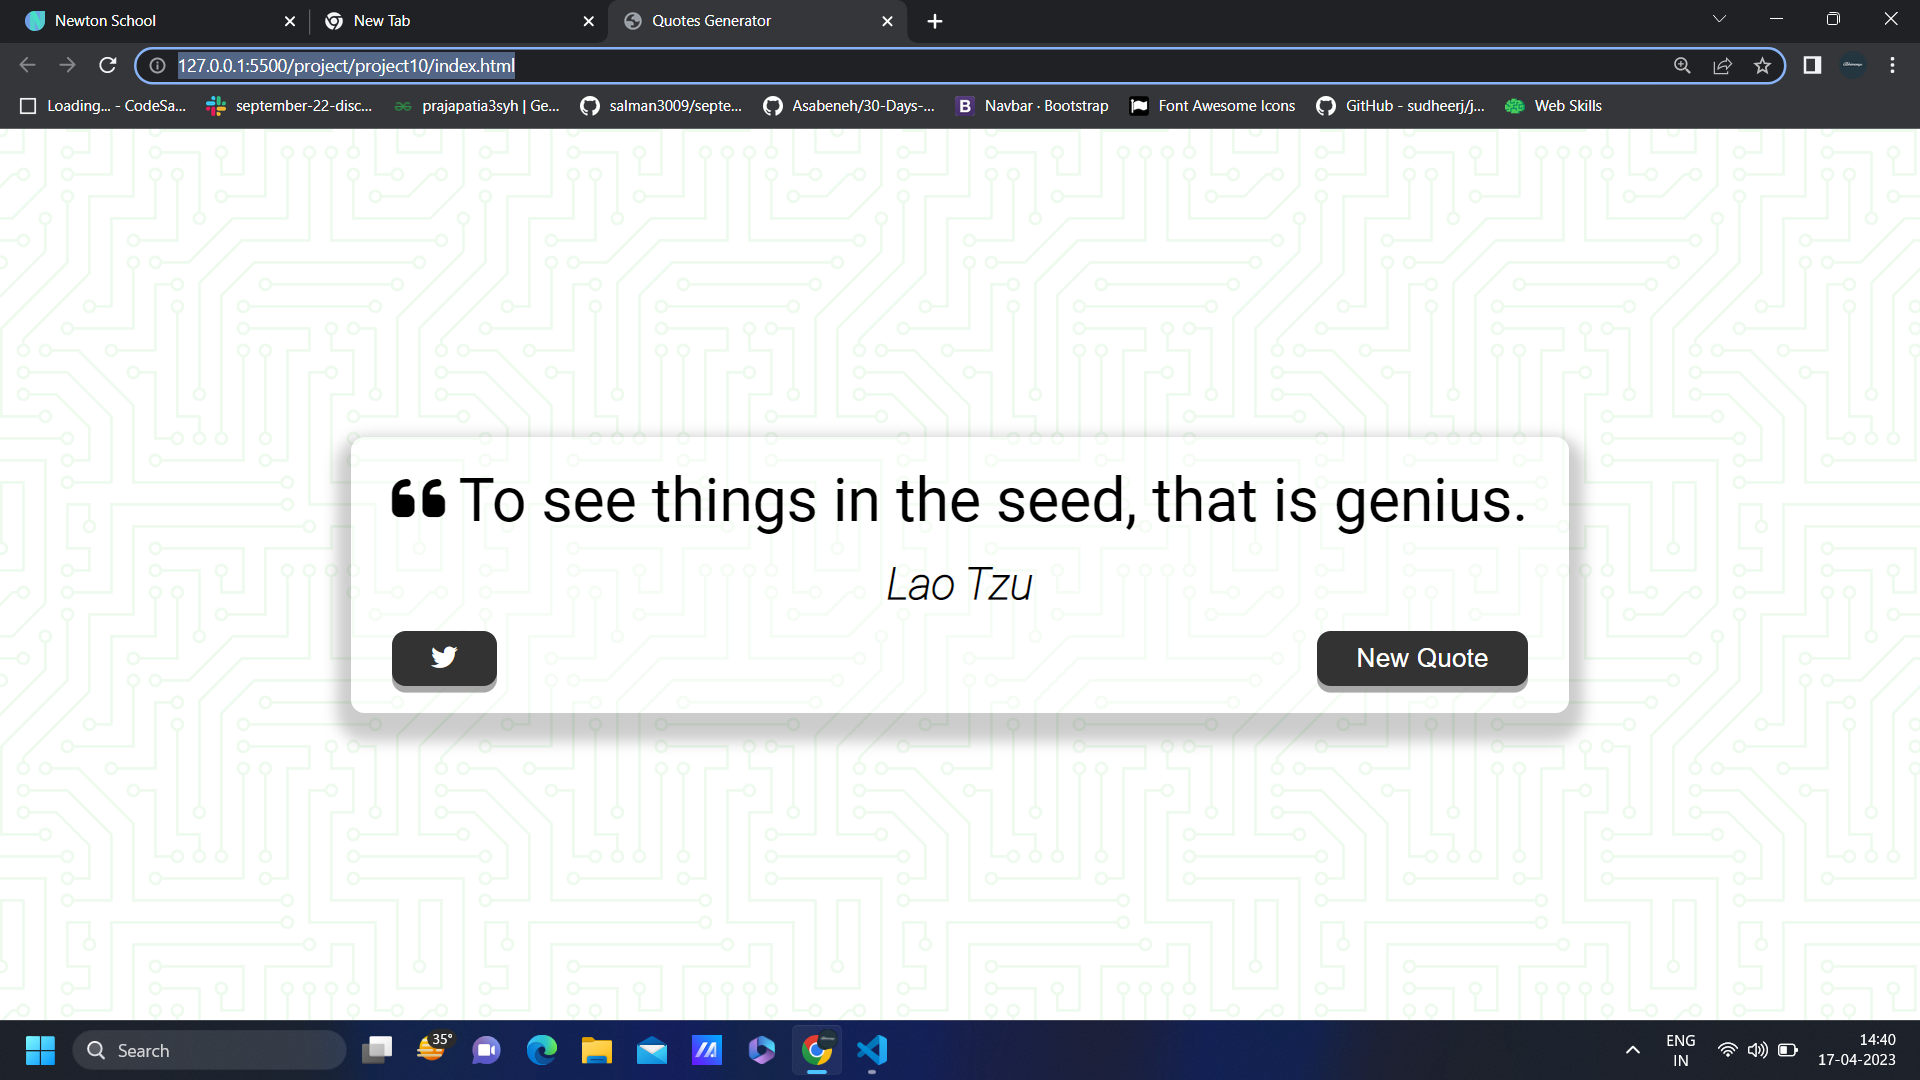 Newton School
New Tab
Quotes Generator
127.0.0.1:5500/project/project10/index.html
Loading... - CodeSa...
september-22-disc...
prajapatia3syh | Ge...
salman3009/septe...
Asabeneh/30-Days-...
Navbar · Bootstrap
Font Awesome Icons
GitHub - sudheerj/j...
Web Skills
“ To see things in the seed, that is genius.
Lao Tzu
New Quote
Search
35°
ENG
IN
14:40
17-04-2023